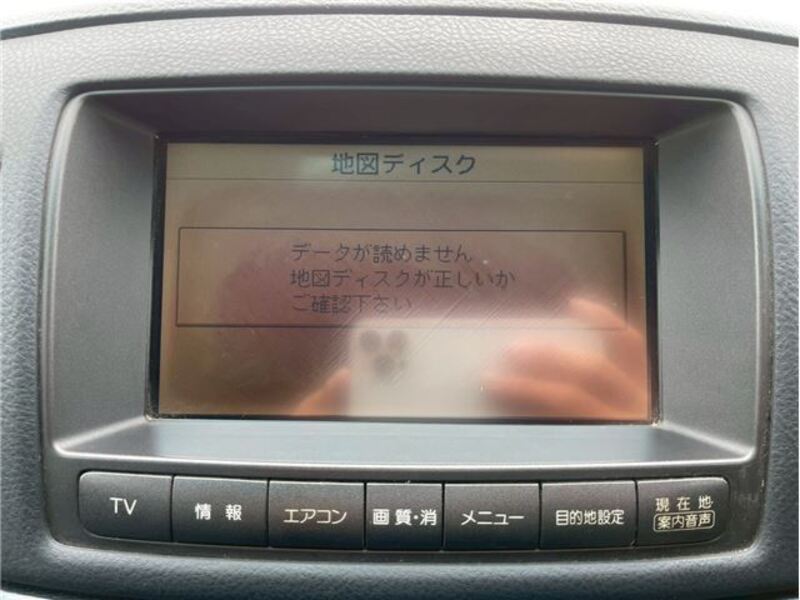 地図ディスク
データが読めません
地図ディスクが正しいか
ご確認下さい
TV
情報
エアコン
画質・消
メニュー
目的地設定
現在地
案内音声